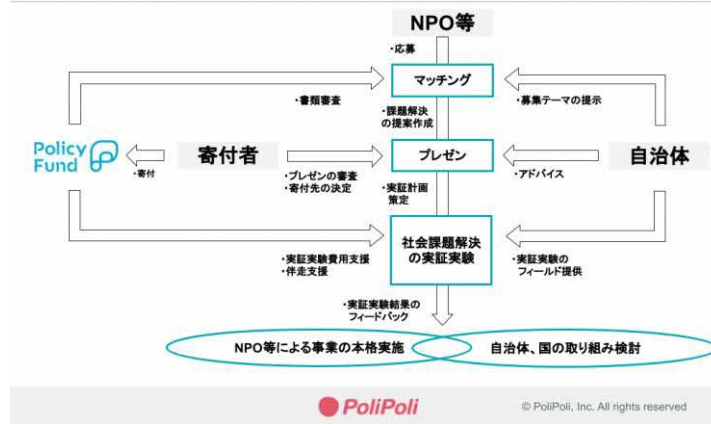 NPO等
・応募
マッチング
・書類審査
・募集テーマの提示
・課題解決
の提案作成
Policy
Fund
・寄付
寄付者
プレゼン
自治体
・プレゼンの審査
・寄付先の決定
・アドバイス
・実証計画
策定
社会課題解決
の実証実験
・実証実験費用支援
・伴走支援
・実証実験の
フィールド提供
・実証実験結果の
フィードバック
NPO等による事業の本格実施
自治体、国の取り組み検討
PoliPoli
© PoliPoli, Inc. All rights reserved